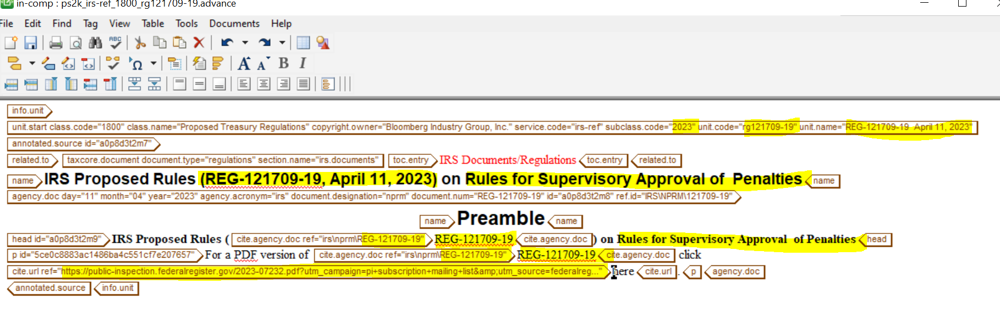 in-comp : ps2k_irs-ref_1800_rg121709-19.advance
File Edit Find Tag View Table Tools Documents Help
ABC
Ω A A B I
info.unit
unit.start class.code="1800" class.name="Proposed Treasury Regulations" copyright.owner="Bloomberg Industry Group, Inc." service.code="irs-ref" subclass.code="2023" unit.code="rg121709-19" unit.name="REG-121709-19 April 11, 2023"
annotated.source id="a0p8d3t2m7"
related.to taxcore.document document.type="regulations" section.name="irs.documents" toc.entry IRS Documents/Regulations toc.entry related.to
name IRS Proposed Rules (REG-121709-19, April 11, 2023) on Rules for Supervisory Approval of Penalties name
agency.doc day="11" month="04" year="2023" agency.acronym="irs" document.designation="nprm" document.num="REG-121709-19" id="a0p8d3t2m8" ref.id="IRS\NPRM\121709-19"
name Preamble name
head id="a0p8d3t2m9" IRS Proposed Rules ( cite.agency.doc ref="irs\nprm\REG-121709-19" REG-121709-19 cite.agency.doc ) on Rules for Supervisory Approval of Penalties head
p id="5ce0c8883ac1486ba4c551cf7e207657" For a PDF version of cite.agency.doc ref="irs\nprm\REG-121709-19" REG-121709-19 cite.agency.doc click
cite.url ref="https://public-inspection.federalregister.gov/2023-07232.pdf?utm_campaign=pi+subscription+mailing+list&amp;utm_source=federalreg..." here cite.url . p agency.doc
annotated.source info.unit